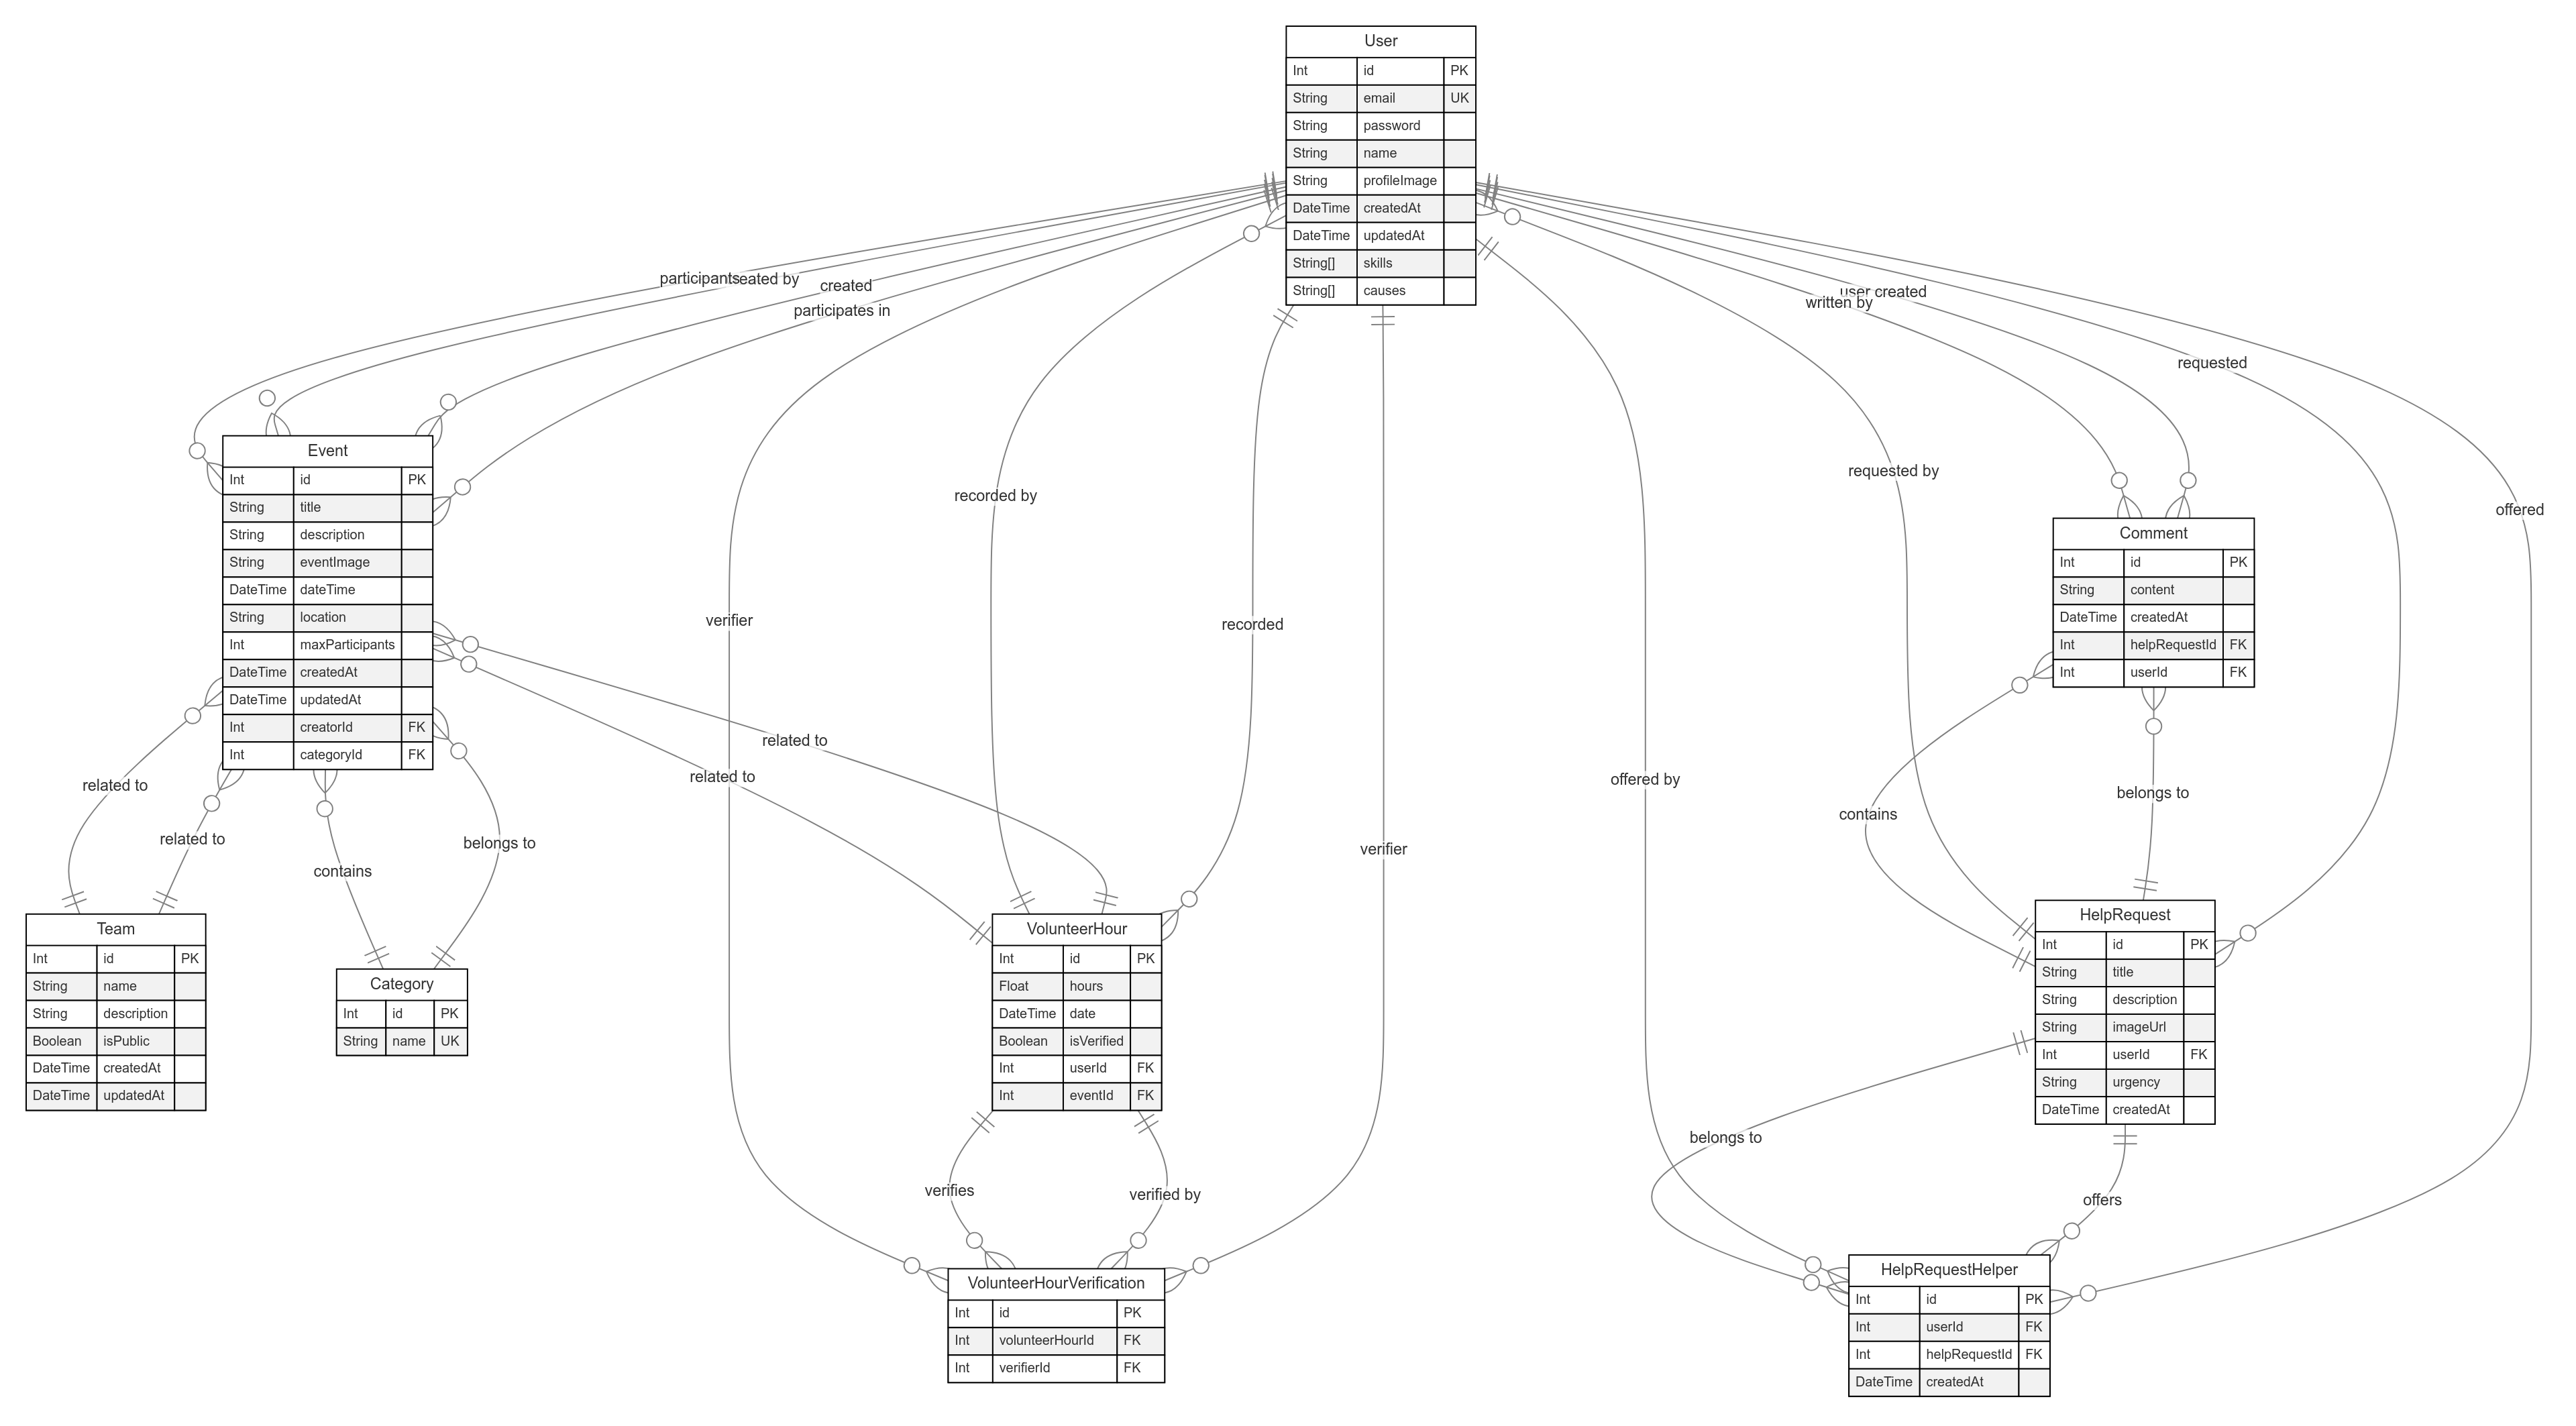 User
Int id PK
String email UK
String password
String name
String profileImage
DateTime createdAt
DateTime updatedAt
String[] skills
String[] causes
participants
eated by
created
participates in
user created
written by
requested
requested by
offered
recorded by
recorded
verifier
verifier
offered by
Event
Int id PK
String title
String description
String eventImage
DateTime dateTime
String location
Int maxParticipants
DateTime createdAt
DateTime updatedAt
Int creatorId FK
Int categoryId FK
Comment
Int id PK
String content
DateTime createdAt
Int helpRequestId FK
Int userId FK
related to
related to
related to
related to
contains
belongs to
contains
belongs to
Team
Int id PK
String name
String description
Boolean isPublic
DateTime createdAt
DateTime updatedAt
Category
Int id PK
String name UK
VolunteerHour
Int id PK
Float hours
DateTime date
Boolean isVerified
Int userId FK
Int eventId FK
HelpRequest
Int id PK
String title
String description
String imageUrl
Int userId FK
String urgency
DateTime createdAt
verifies
verified by
belongs to
offers
VolunteerHourVerification
Int id PK
Int volunteerHourId FK
Int verifierId FK
HelpRequestHelper
Int id PK
Int userId FK
Int helpRequestId FK
DateTime createdAt